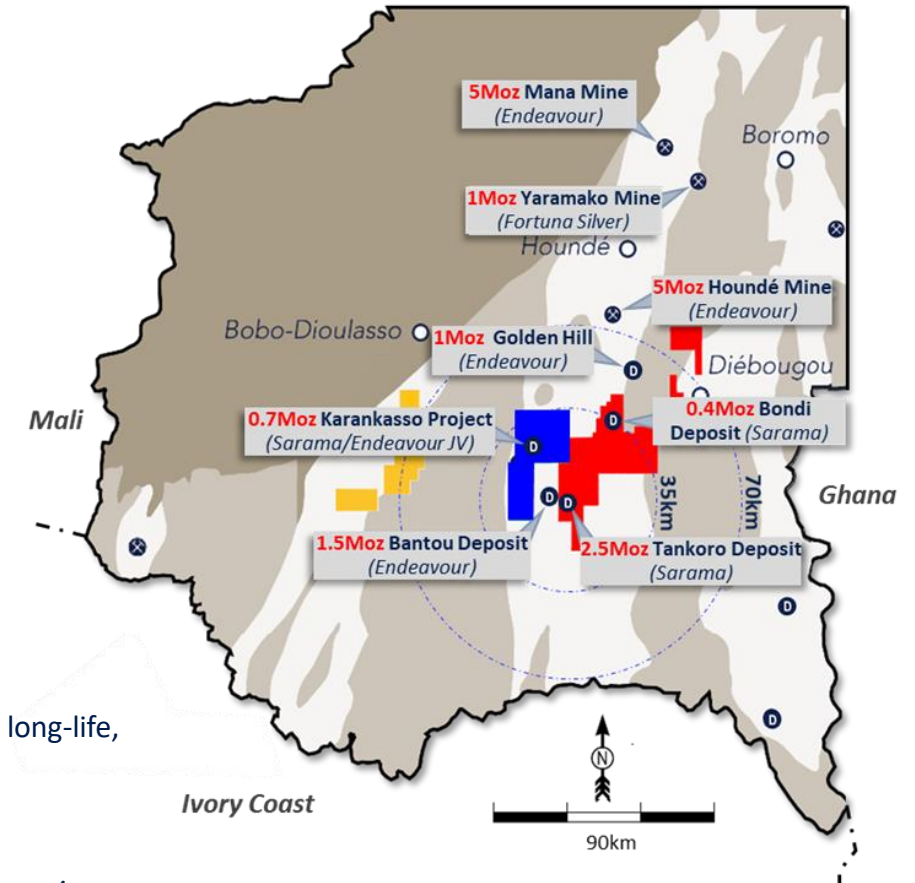 5Moz Mana Mine
(Endeavour)
Boromo
1Moz Yaramako Mine
(Fortuna Silver)
Houndé
5Moz Houndé Mine
(Endeavour)
Bobo-Dioulasso
1Moz Golden Hill
(Endeavour)
Diébougou
Mali
0.7Moz Karankasso Project
(Sarama/Endeavour JV)
D
D
0.4Moz Bondi
Deposit (Sarama)
D
35km
70km
Ghana
D
D
1.5Moz Bantou Deposit
(Endeavour)
2.5Moz Tankoro Deposit
(Sarama)
D
long-life,
D
N
Ivory Coast
90km